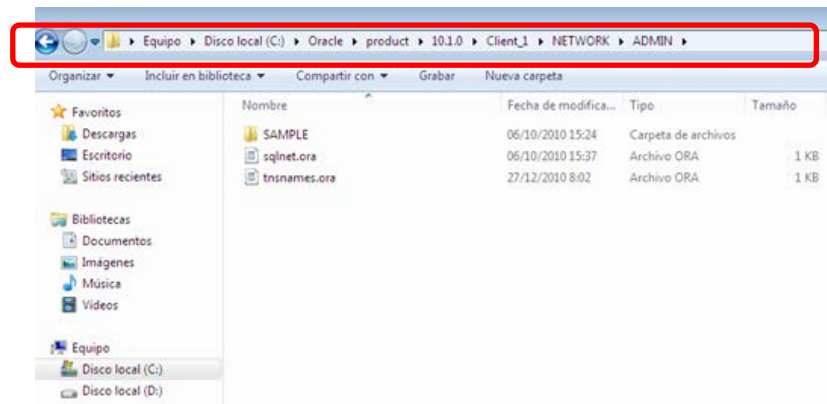 Equipo Disco local (C:) Oracle product 10.1.0 Client_1 NETWORK ADMIN
Organizar Incluir en biblioteca Compartir con Grabar Nueva carpeta
Favoritos
Descargas
Escritorio
Sitios recientes
Bibliotecas
Documentos
Imágenes
Música
Vídeos
Equipo
Disco local (C:)
Disco local (D:)
Nombre Fecha de modifica... Tipo Tamaño
SAMPLE 06/10/2010 15:24 Carpeta de archivos
sqlnet.ora 06/10/2010 15:37 Archivo ORA 1 KB
tnsnames.ora 27/12/2010 8:02 Archivo ORA 1 KB